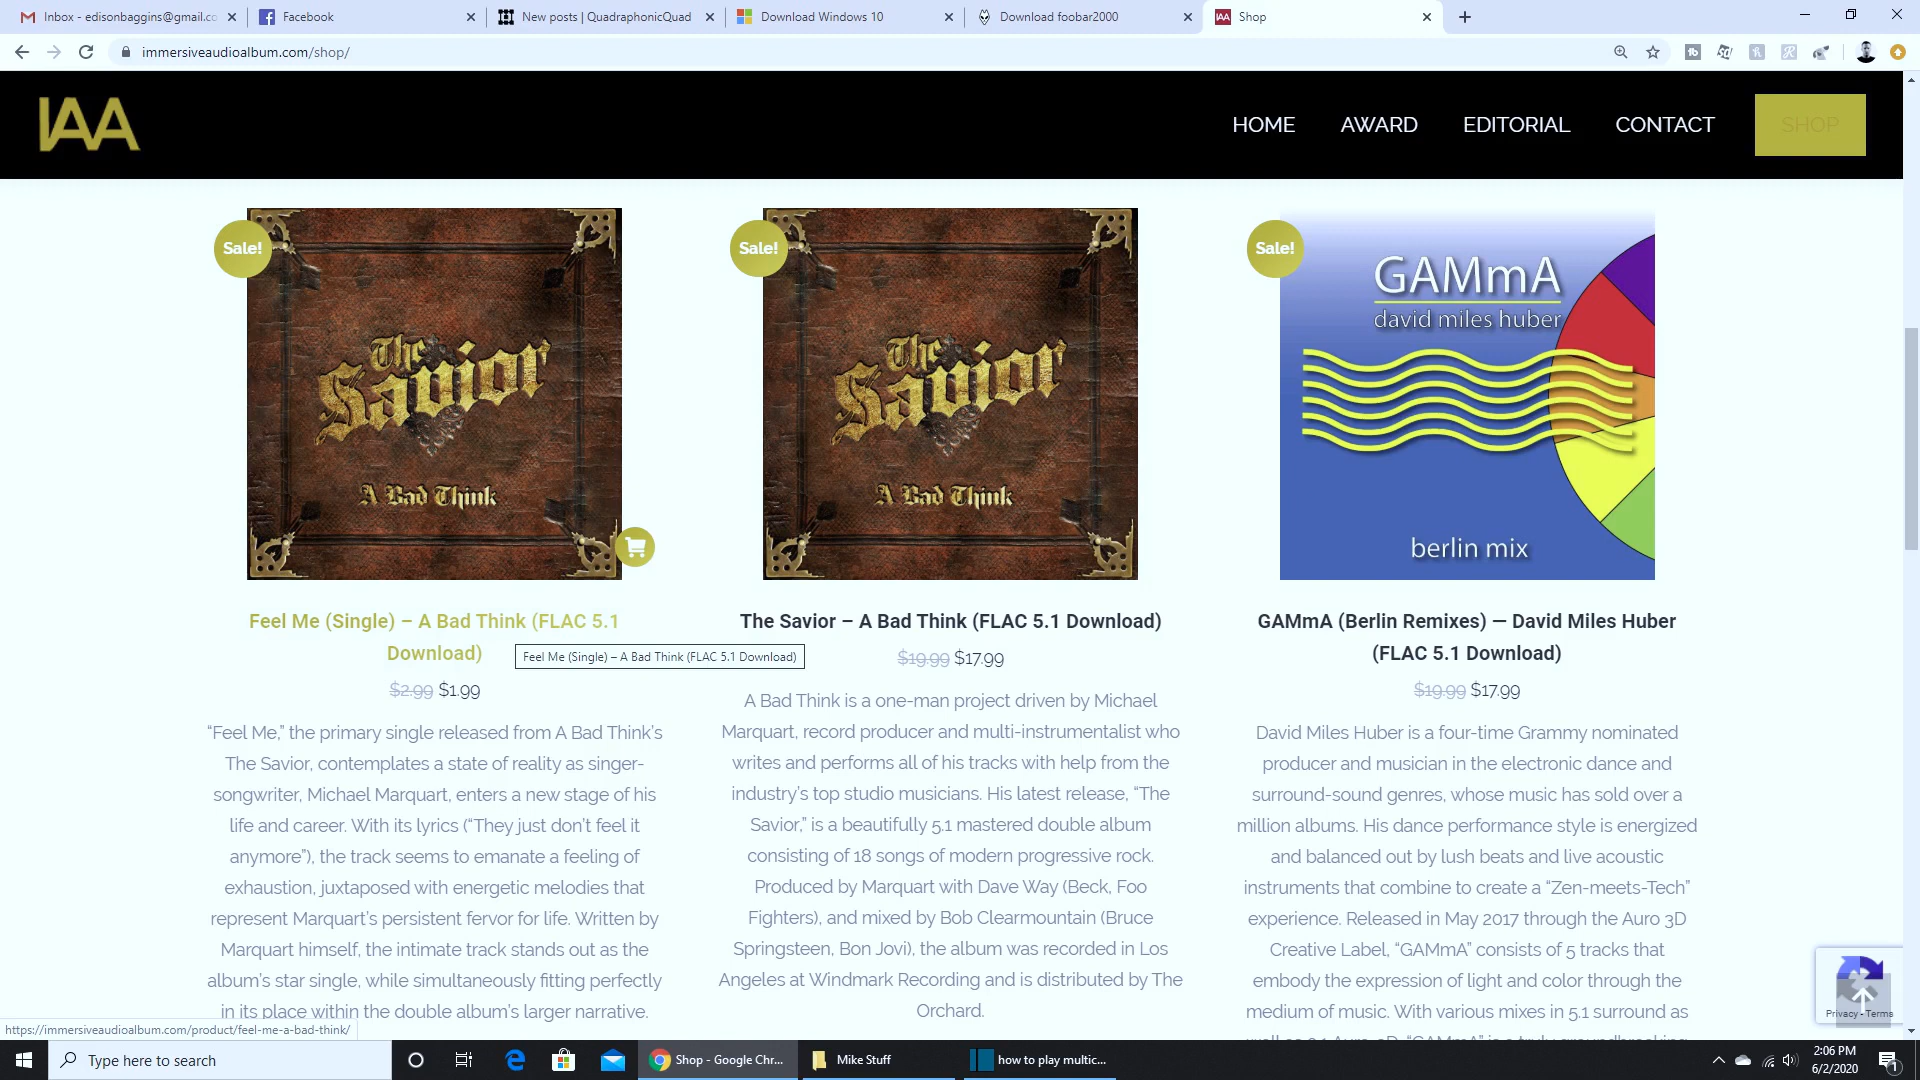 Inbox - edisonbaggins@gmail.co
Facebook
New posts | QuadraphonicQuad
Download Windows 10
Download foobar2000
IAA Shop
immersiveaudioalbum.com/shop/
IAA
HOME AWARD EDITORIAL CONTACT SHOP
Sale!
The Savior
A Bad Think
Sale!
The Savior
A Bad Think
Sale!
GAMmA
david miles huber
berlin mix
Feel Me (Single) – A Bad Think (FLAC 5.1
Download)
Feel Me (Single) – A Bad Think (FLAC 5.1 Download)
$2.99 $1.99
“Feel Me,” the primary single released from A Bad Think’s
The Savior, contemplates a state of reality as singer-
songwriter, Michael Marquart, enters a new stage of his
life and career. With its lyrics (“They just don’t feel it
anymore”), the track seems to emanate a feeling of
exhaustion, juxtaposed with energetic melodies that
represent Marquart’s persistent fervor for life. Written by
Marquart himself, the intimate track stands out as the
album’s star single, while simultaneously fitting perfectly
in its place within the double album’s larger narrative.
The Savior – A Bad Think (FLAC 5.1 Download)
$19.99 $17.99
A Bad Think is a one-man project driven by Michael
Marquart, record producer and multi-instrumentalist who
writes and performs all of his tracks with help from the
industry’s top studio musicians. His latest release, “The
Savior,” is a beautifully 5.1 mastered double album
consisting of 18 songs of modern progressive rock.
Produced by Marquart with Dave Way (Beck, Foo
Fighters), and mixed by Bob Clearmountain (Bruce
Springsteen, Bon Jovi), the album was recorded in Los
Angeles at Windmark Recording and is distributed by The
Orchard.
GAMmA (Berlin Remixes) — David Miles Huber
(FLAC 5.1 Download)
$19.99 $17.99
David Miles Huber is a four-time Grammy nominated
producer and musician in the electronic dance and
surround-sound genres, whose music has sold over a
million albums. His dance performance style is energized
and balanced out by lush beats and live acoustic
instruments that combine to create a “Zen-meets-Tech”
experience. Released in May 2017 through the Auro 3D
Creative Label, “GAMmA” consists of 5 tracks that
embody the expression of light and color through the
medium of music. With various mixes in 5.1 surround as
Privacy - Terms
https://immersiveaudioalbum.com/product/feel-me-a-bad-think/
Type here to search
Shop - Google Chr...
Mike Stuff
how to play multic...
2:06 PM
6/2/2020
1